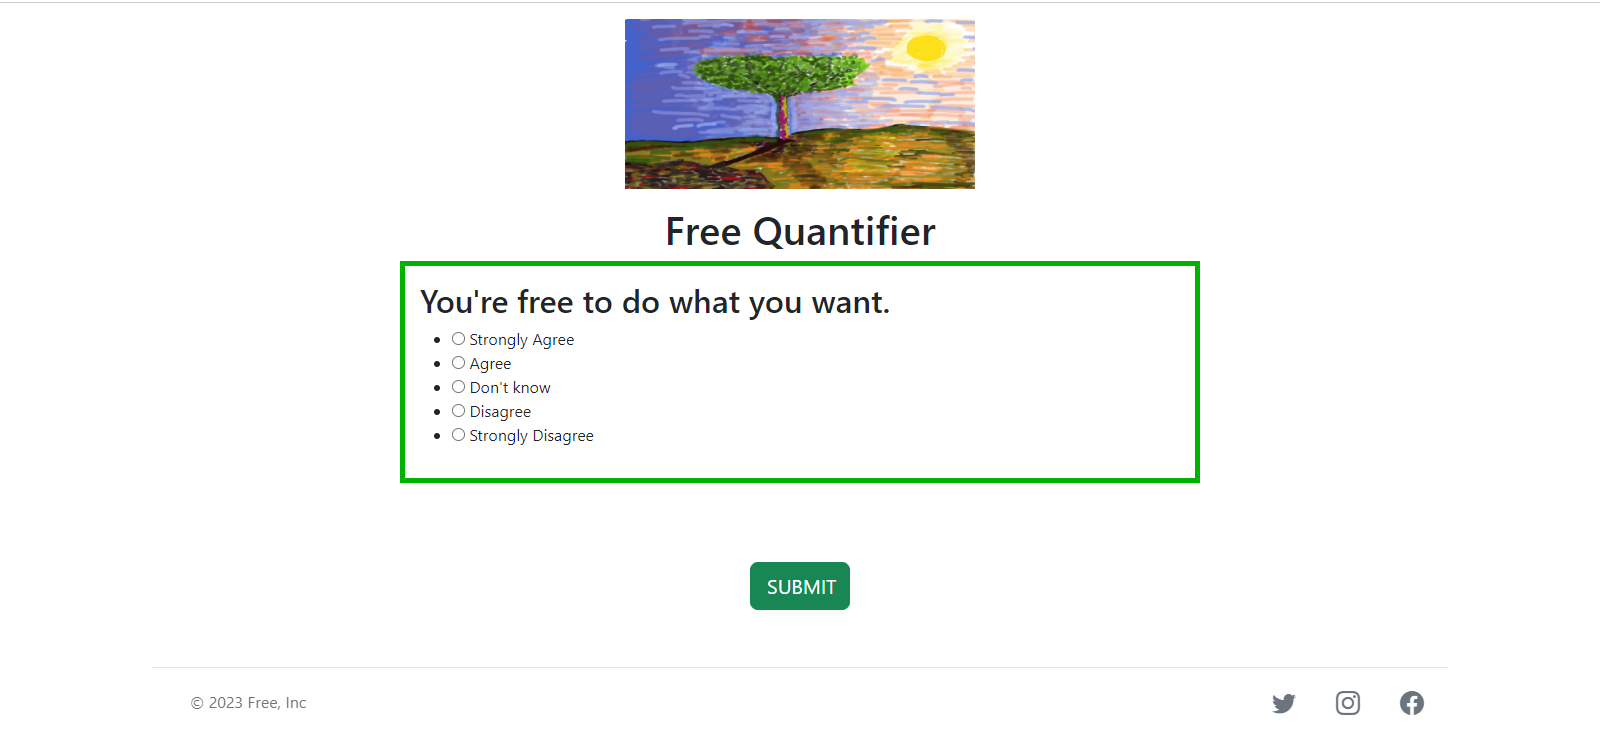 Free Quantifier
You're free to do what you want.
Strongly Agree
Agree
Don't know
Disagree
Strongly Disagree
SUBMIT
© 2023 Free, Inc